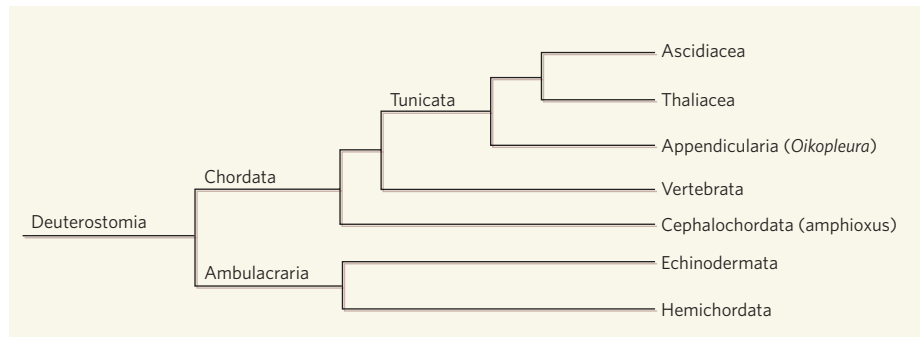 Ascidiacea
Tunicata
Thaliacea
Appendicularia (Oikopleura)
Chordata
Vertebrata
Deuterostomia
Cephalochordata (amphioxus)
Ambulacraria
Echinodermata
Hemichordata